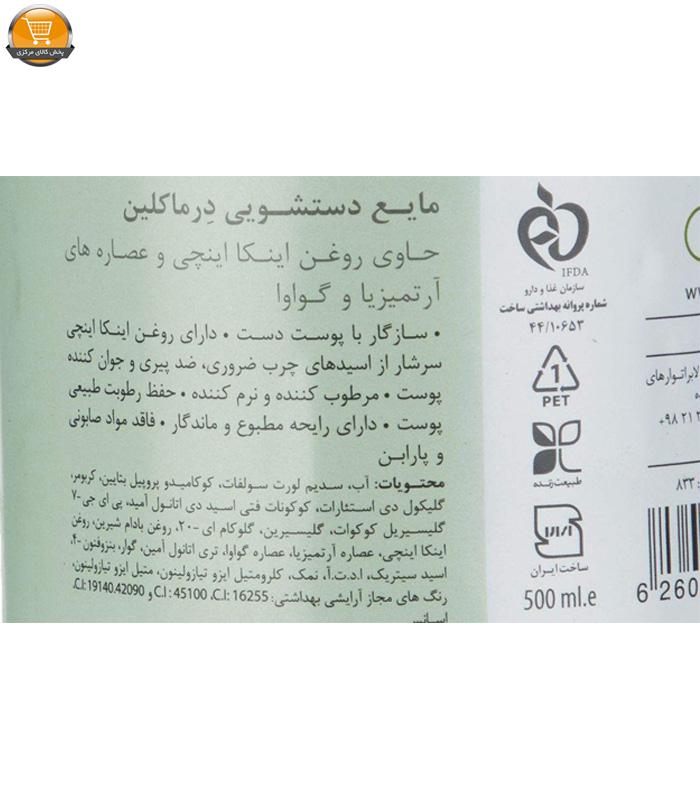 پخش کالای مرکزی
مایع دستشویی دِرماکلین
حاوی روغن اینکا اینچی و عصاره های
آرتمیزیا و گواوا
• سازگار با پوست دست • دارای روغن اینکا اینچی
سرشار از اسیدهای چرب ضروری، ضد پیری و جوان کننده
پوست • مرطوب کننده و نرم کننده • حفظ رطوبت طبیعی
پوست • دارای رایحه مطبوع و ماندگار • فاقد مواد صابونی
و پارابن
محتویات: آب، سدیم لورت سولفات، کوکامیدو پروپیل بتایین، کربومر،
گلیکول دی استئارات، کوکونات فتی اسید دی اتانول آمید، پی ای جی-۷
گلیسیریل کوکوات، گلیسیرین، گلوکام ای -۲۰، روغن بادام شیرین، روغن
اینکا اینچی، عصاره آرتمیزیا، عصاره گواوا، تری اتانول آمین، گوار، بنزوفنون -۴،
اسید سیتریک، ا.د.ت.آ، نمک، کلرومتیل ایزو تیازولینون، متیل ایزو تیازولینون،
رنگ های مجاز آرایشی بهداشتی: C.I: 16255، C.I : 45100 و C.I: 19140،42090،
اسانس
IFDA
سازمان غذا و دارو
شماره پروانه بهداشتی ساخت
۴۴/۱۰۶۵۳
1
PET
طبیعت زنده
ساخت ایران
500 ml.e
لابراتوارهای
+۹۸ ۲۱ ۲
۸۳۳ :
6 260